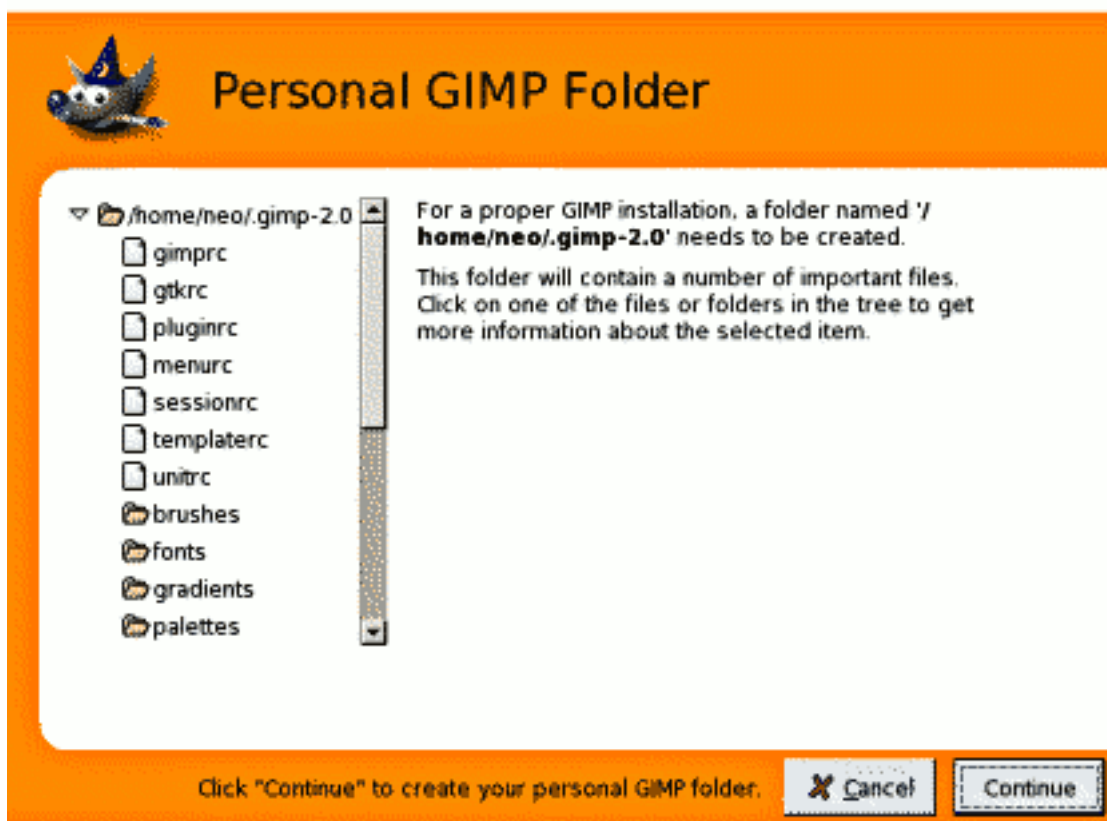 Personal GIMP Folder
/home/neo/.gimp-2.0
gimprc
gtkrc
pluginrc
menurc
sessionrc
templaterc
unitrc
brushes
fonts
gradients
palettes
For a proper GIMP installation, a folder named '/
home/neo/.gimp-2.0' needs to be created.
This folder will contain a number of important files.
Click on one of the files or folders in the tree to get
more information about the selected item.
Click "Continue" to create your personal GIMP folder.
Cancel
Continue